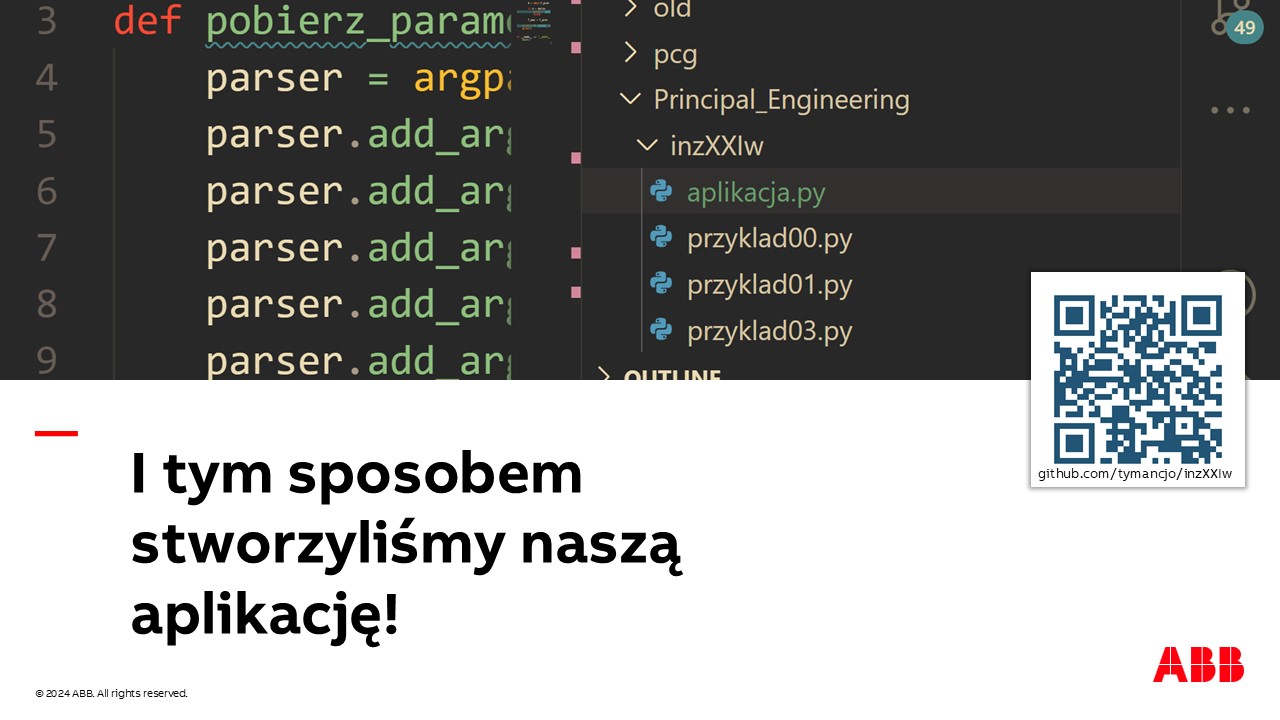 3 def pobierz_param
4 parser = argpa
5 parser.add_arg
6 parser.add_arg
7 parser.add_arg
8 parser.add_arg
9 parser.add_arg
old
pcg
Principal_Engineering
inzXXIw
aplikacja.py
przyklad00.py
przyklad01.py
przyklad03.py
OUTLINE
49
github.com/tymancjo/inzXXIw
I tym sposobem
stworzyliśmy naszą
aplikację!
ABB
© 2024 ABB. All rights reserved.